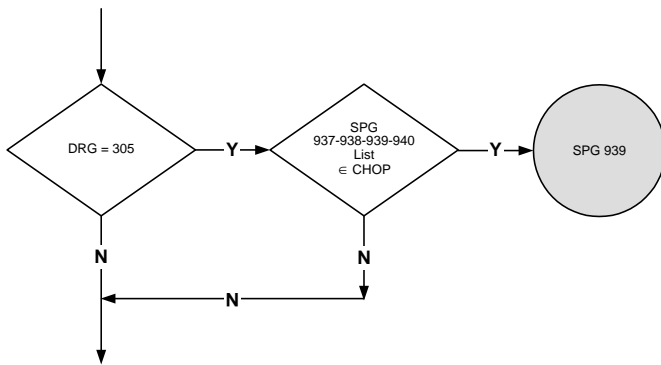 DRG = 305
Y
SPG
937-938-939-940
List
∈ CHOP
Y
SPG 939
N
N
N